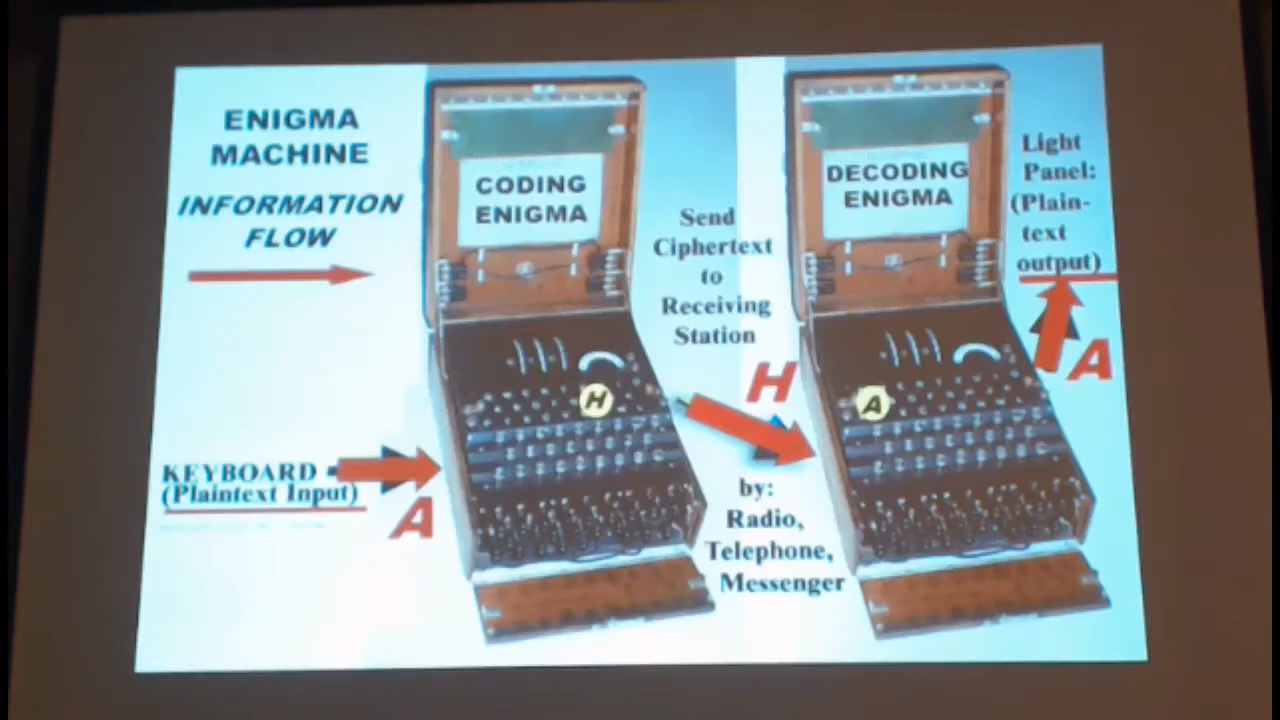 ENIGMA
MACHINE
INFORMATION
FLOW
KEYBOARD
(Plaintext Input)
A
CODING
ENIGMA
H
Send
Ciphertext
to
Receiving
Station
H
by:
Radio,
Telephone,
Messenger
DECODING
ENIGMA
A
Light
Panel:
(Plain-
text
output)
A